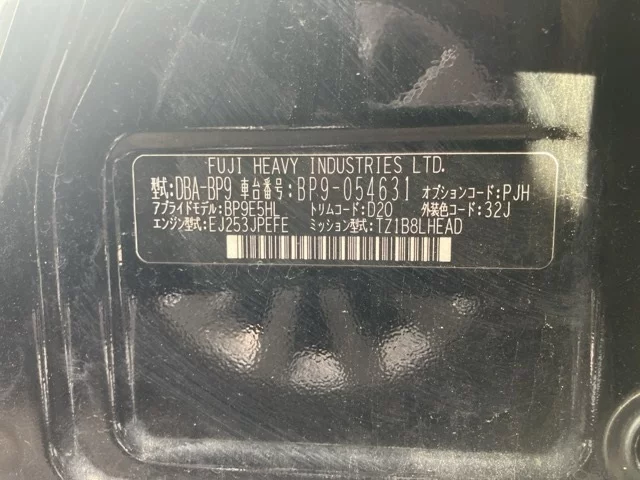 FUJI HEAVY INDUSTRIES LTD.
型式:DBA-BP9 車台番号:BP9-054631 オプションコード:PJH
アプライドモデル:BP9E5HL トリムコード:D20 外装色コード:32J
エンジン型式:EJ253JPEFE ミッション型式:TZ1B8LHEAD